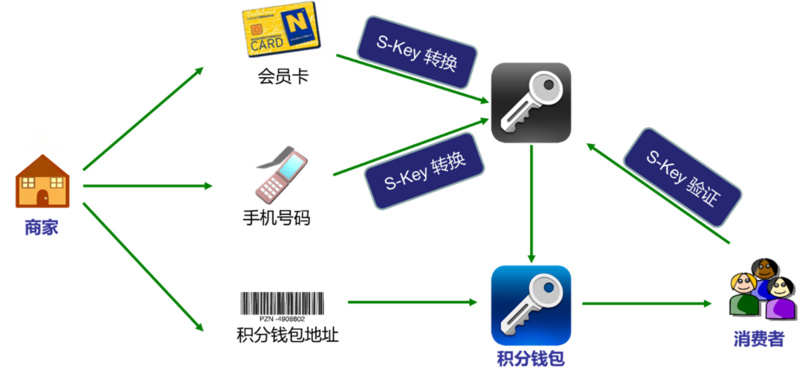 N
CARD
会员卡
S-Key 转换
商家
手机号码
S-Key 转换
S-Key 验证
PZN -4908802
积分钱包地址
积分钱包
消费者